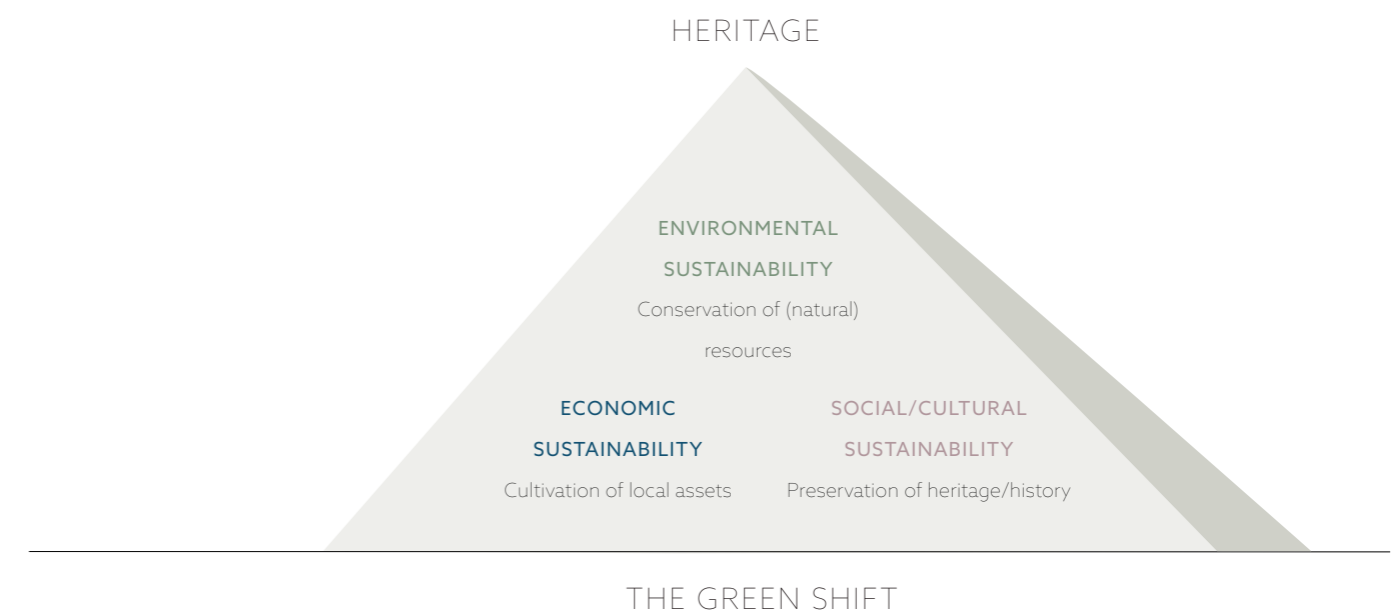 HERITAGE
ENVIRONMENTAL
SUSTAINABILITY
Conservation of (natural)
resources
ECONOMIC
SUSTAINABILITY
Cultivation of local assets
SOCIAL/CULTURAL
SUSTAINABILITY
Preservation of heritage/history
THE GREEN SHIFT